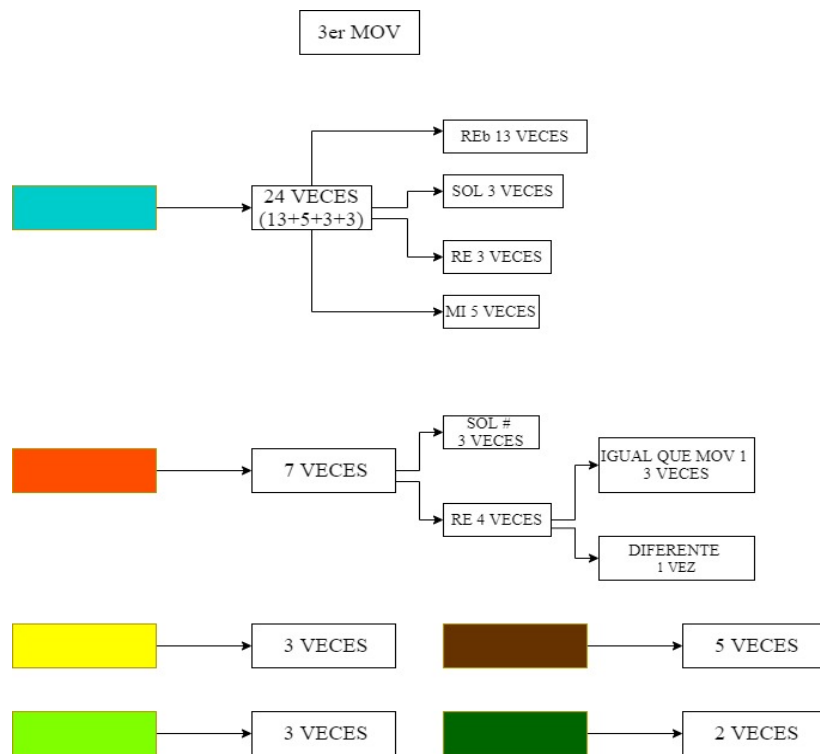 3er MOV
REb 13 VECES
24 VECES
(13+5+3+3)
SOL 3 VECES
RE 3 VECES
MI 5 VECES
SOL #
3 VECES
7 VECES
IGUAL QUE MOV 1
3 VECES
RE 4 VECES
DIFERENTE
1 VEZ
3 VECES
5 VECES
3 VECES
2 VECES